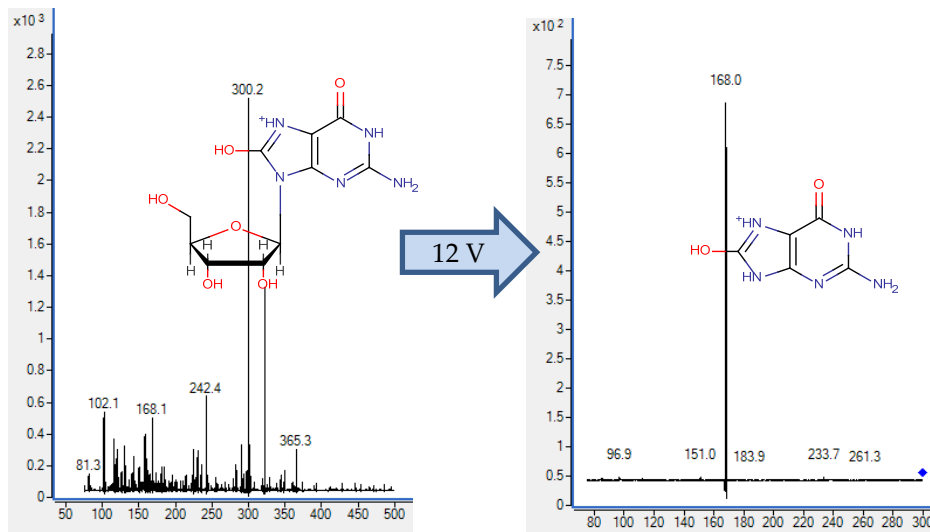 x10 3
2.8
2.6
2.4
2.2
2
1.8
1.6
1.4
1.2
1
0.8
0.6
0.4
0.2
0
50 100 150 200 250 300 350 400 450 500
300.2
242.4
102.1
168.1
365.3
81.3
O
+HN
NH
HO
N
N
NH2
HO
O
H
H
H
H
OH
OH
12 V
x10 2
7.5
7
6.5
6
5.5
5
4.5
4
3.5
3
2.5
2
1.5
1
0.5
0
80 100 120 140 160 180 200 220 240 260 280 300
168.0
96.9
151.0
183.9
233.7
261.3
O
+HN
NH
HO
NH
N
NH2